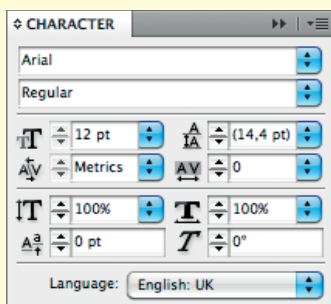 CHARACTER
Arial
Regular
12 pt (14,4 pt)
Metrics 0
100% 100%
0 pt 0°
Language: English: UK